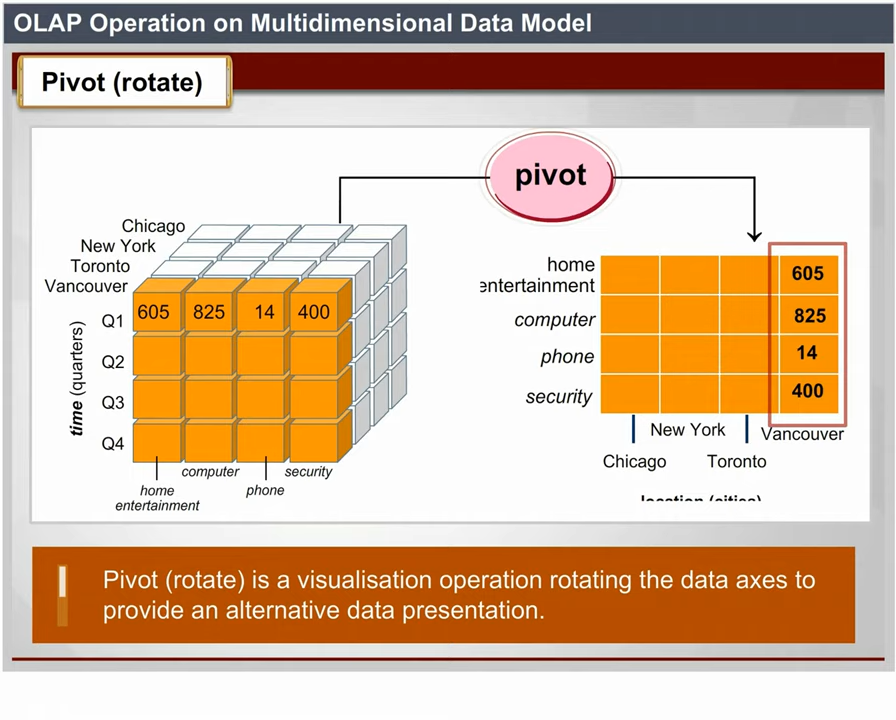 OLAP Operation on Multidimensional Data Model
Pivot (rotate)
pivot
Chicago
New York
Toronto
Vancouver
605 825 14 400
Q1
Q2
Q3
Q4
time (quarters)
computer security
home phone
entertainment
home
entertainment
computer
phone
security
605
825
14
400
New York Vancouver
Chicago Toronto
location (cities)
Pivot (rotate) is a visualisation operation rotating the data axes to
provide an alternative data presentation.